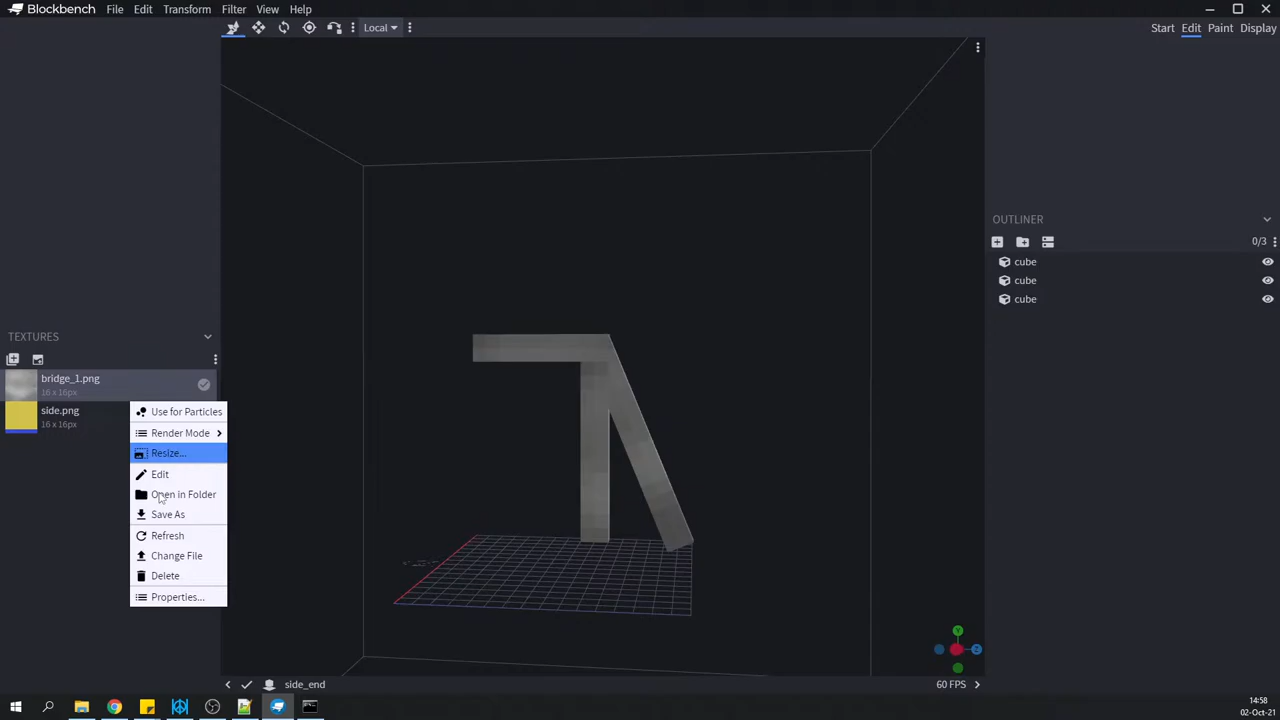 Blockbench File Edit Transform Filter View Help
Local
Start Edit Paint Display
OUTLINER
0/3
cube
cube
cube
TEXTURES
bridge_1.png
16 x 16px
side.png
16 x 16px
Use for Particles
Render Mode
Resize...
Edit
Open in Folder
Save As
Refresh
Change File
Delete
Properties...
Y
Z
side_end
60 FPS
14:58
02-Oct-21